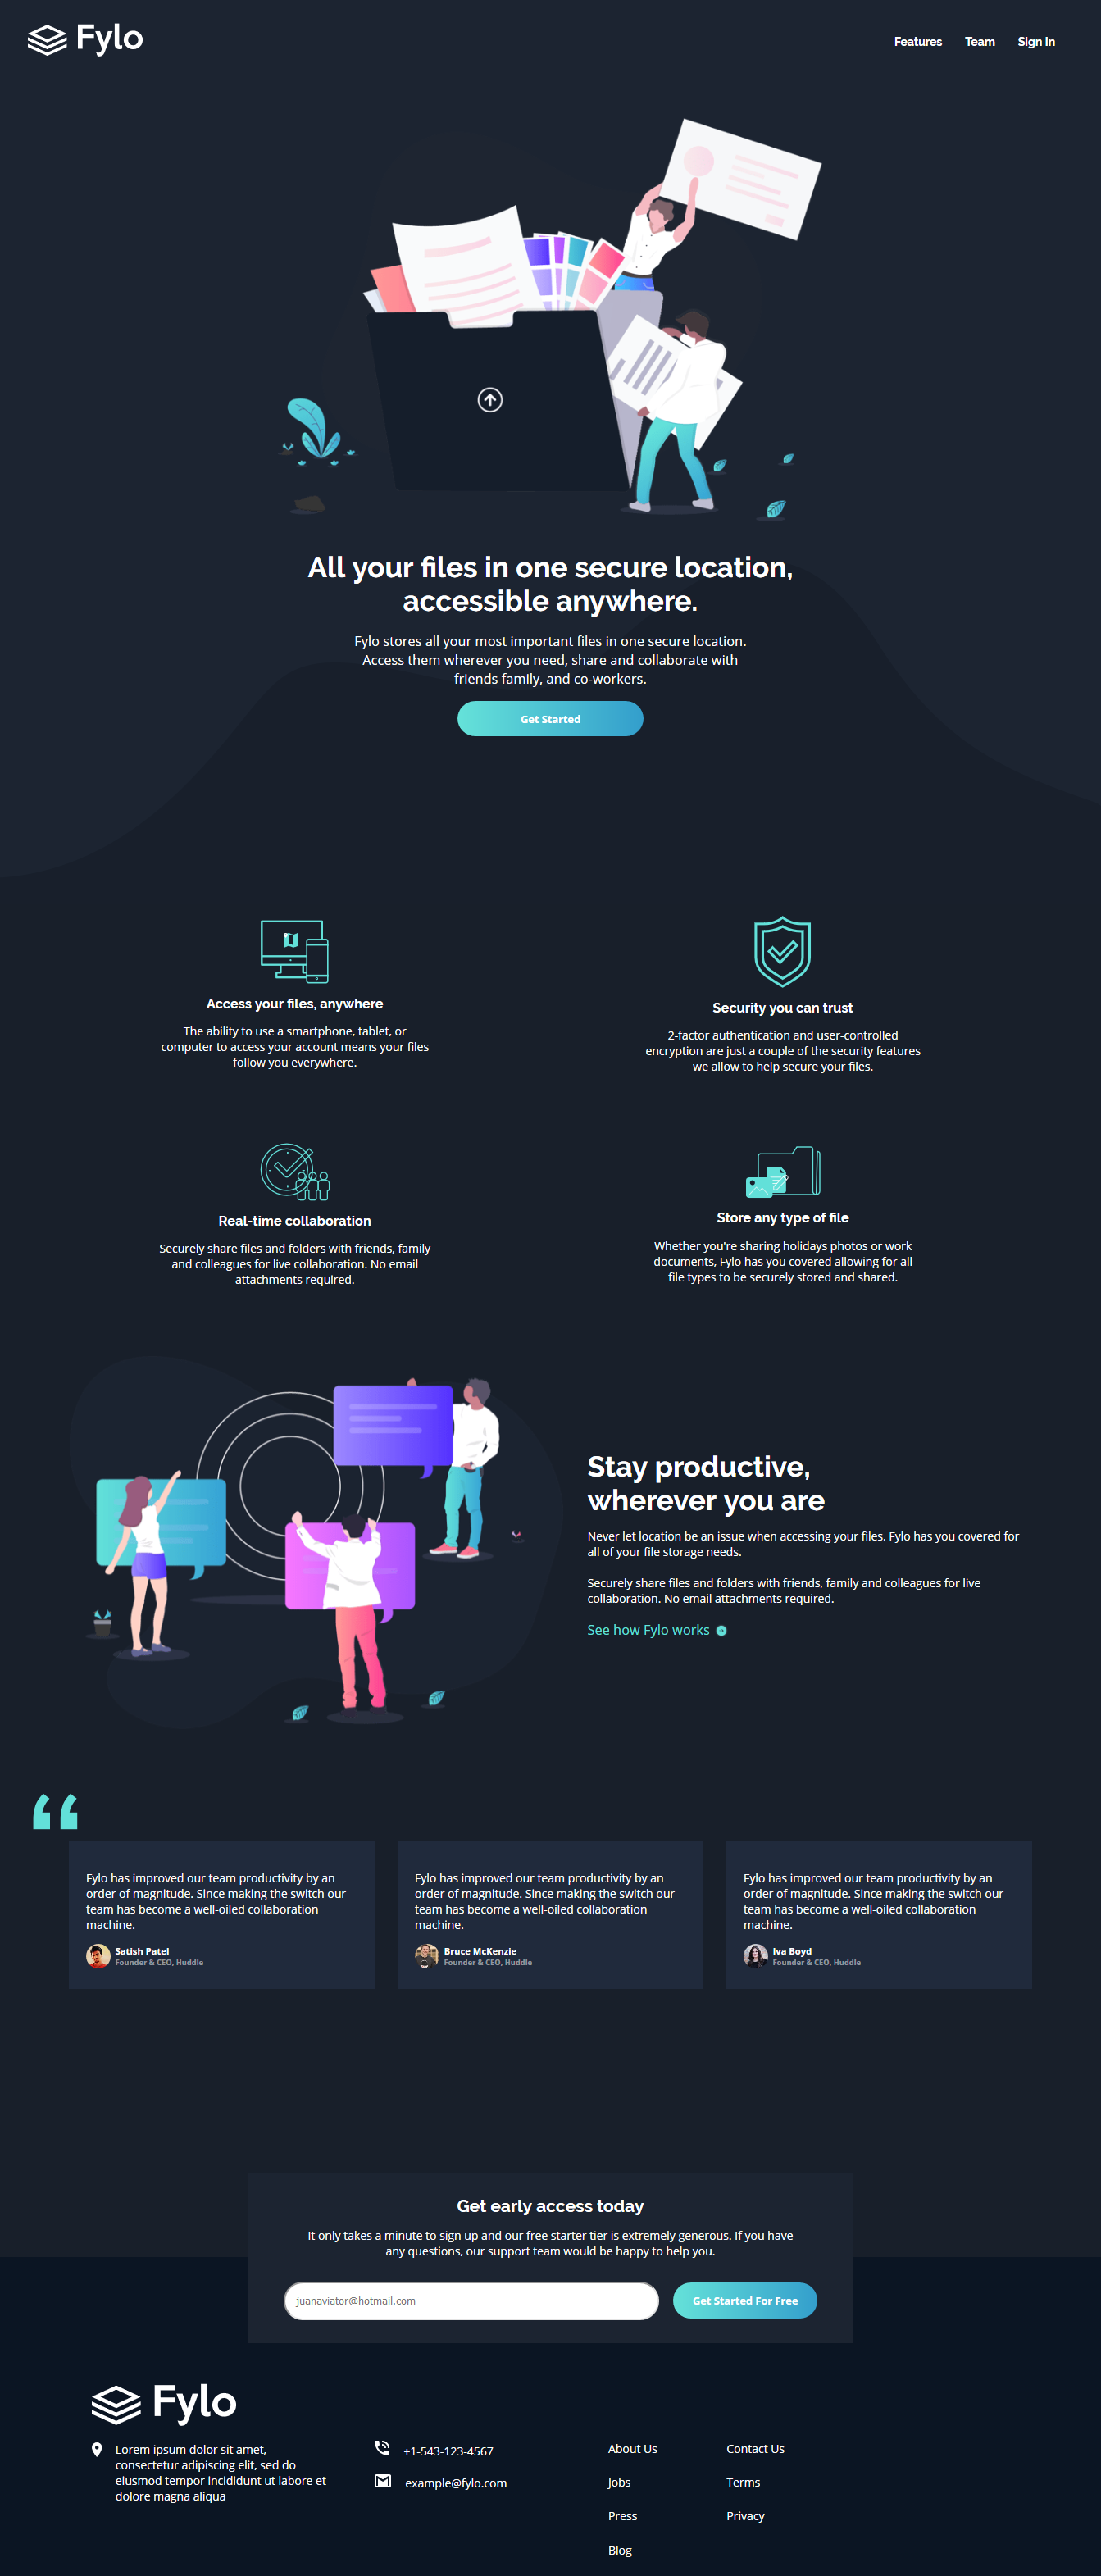 Fylo
Features Team Sign In
All your files in one secure location,
accessible anywhere.
Fylo stores all your most important files in one secure location.
Access them wherever you need, share and collaborate with
friends family, and co-workers.
Get Started
Access your files, anywhere
The ability to use a smartphone, tablet, or
computer to access your account means your files
follow you everywhere.
Security you can trust
2-factor authentication and user-controlled
encryption are just a couple of the security features
we allow to help secure your files.
Real-time collaboration
Securely share files and folders with friends, family
and colleagues for live collaboration. No email
attachments required.
Store any type of file
Whether you're sharing holidays photos or work
documents, Fylo has you covered allowing for all
file types to be securely stored and shared.
Stay productive,
wherever you are
Never let location be an issue when accessing your files. Fylo has you covered for
all of your file storage needs.
Securely share files and folders with friends, family and colleagues for live
collaboration. No email attachments required.
See how Fylo works
Fylo has improved our team productivity by an
order of magnitude. Since making the switch our
team has become a well-oiled collaboration
machine.
Satish Patel
Founder & CEO, Huddle
Fylo has improved our team productivity by an
order of magnitude. Since making the switch our
team has become a well-oiled collaboration
machine.
Bruce McKenzie
Founder & CEO, Huddle
Fylo has improved our team productivity by an
order of magnitude. Since making the switch our
team has become a well-oiled collaboration
machine.
Iva Boyd
Founder & CEO, Huddle
Get early access today
It only takes a minute to sign up and our free starter tier is extremely generous. If you have
any questions, our support team would be happy to help you.
juanaviator@hotmail.com
Get Started For Free
Fylo
Lorem ipsum dolor sit amet,
consectetur adipiscing elit, sed do
eiusmod tempor incididunt ut labore et
dolore magna aliqua
+1-543-123-4567
example@fylo.com
About Us
Jobs
Press
Blog
Contact Us
Terms
Privacy